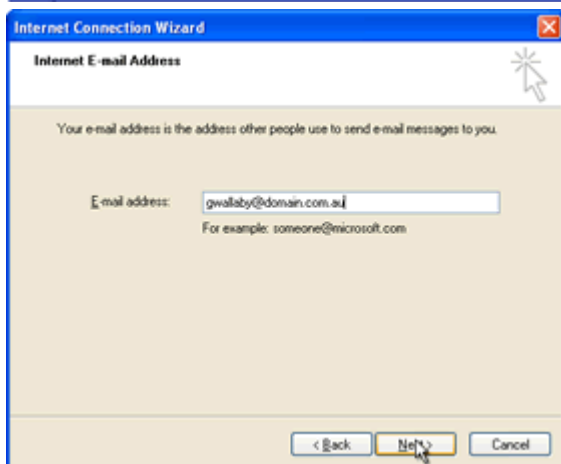 Internet Connection Wizard
Internet E-mail Address
Your e-mail address is the address other people use to send e-mail messages to you.
E-mail address: gwallaby@domain.com.au
For example: someone@microsoft.com
< Back Next > Cancel